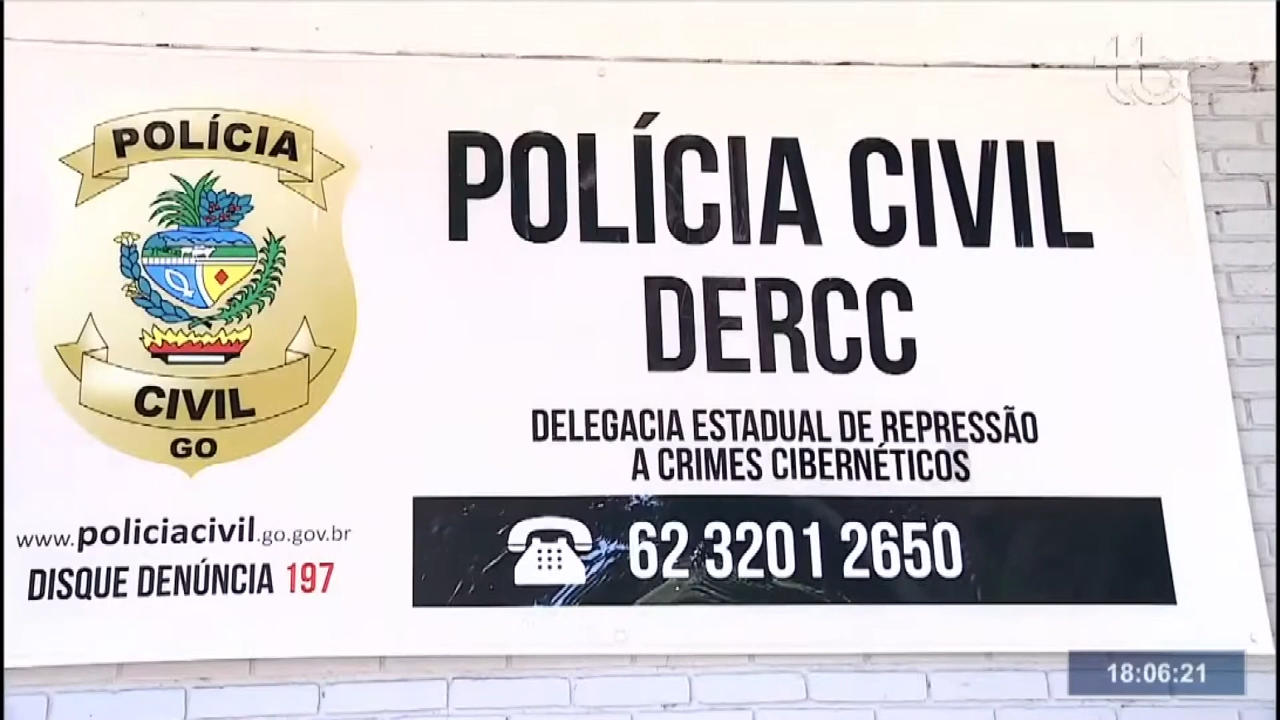 POLÍCIA
CIVIL
GO
www.policiacivil.go.gov.br
DISQUE DENÚNCIA 197
POLÍCIA CIVIL
DERCC
DELEGACIA ESTADUAL DE REPRESSÃO
A CRIMES CIBERNÉTICOS
62 3201 2650
18:06:21